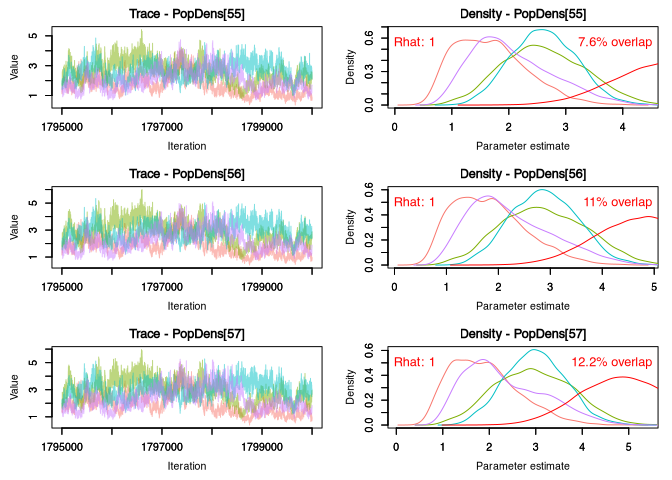 Trace - PopDens[55]
Value
1 3 5
1795000 1797000 1799000
Iteration
Density - PopDens[55]
Density
0.0 0.3 0.6
Rhat: 1 7.6% overlap
0 1 2 3 4
Parameter estimate
Trace - PopDens[56]
Value
1 3 5
1795000 1797000 1799000
Iteration
Density - PopDens[56]
Density
0.0 0.2 0.4 0.6
Rhat: 1 11% overlap
0 1 2 3 4 5
Parameter estimate
Trace - PopDens[57]
Value
1 3 5
1795000 1797000 1799000
Iteration
Density - PopDens[57]
Density
0.0 0.2 0.4 0.6
Rhat: 1 12.2% overlap
0 1 2 3 4 5
Parameter estimate